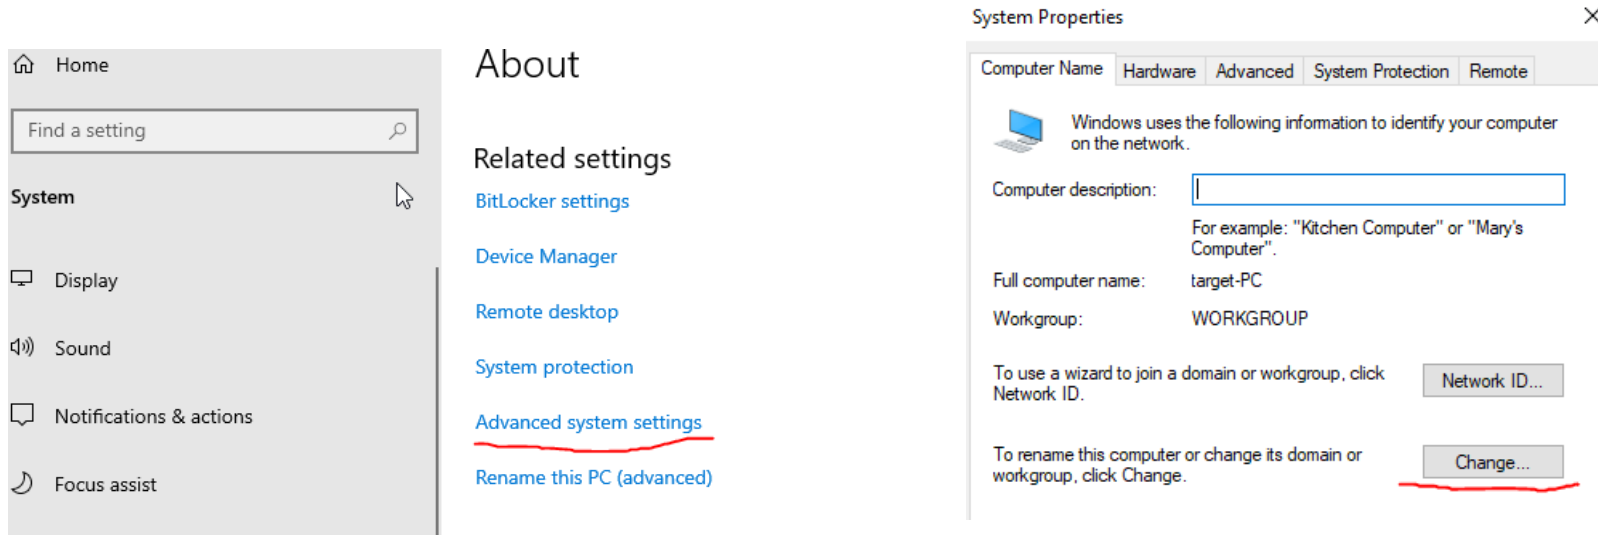 Home
Find a setting
System
Display
Sound
Notifications & actions
Focus assist
About
Related settings
BitLocker settings
Device Manager
Remote desktop
System protection
Advanced system settings
Rename this PC (advanced)
System Properties
Computer Name
Hardware
Advanced
System Protection
Remote
Windows uses the following information to identify your computer
on the network.
Computer description:
For example: "Kitchen Computer" or "Mary's
Computer".
Full computer name: target-PC
Workgroup: WORKGROUP
To use a wizard to join a domain or workgroup, click
Network ID.
Network ID...
To rename this computer or change its domain or
workgroup, click Change.
Change...